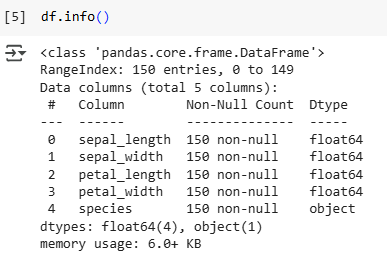 [5] df.info()
<class 'pandas.core.frame.DataFrame'>
RangeIndex: 150 entries, 0 to 149
Data columns (total 5 columns):
 #   Column        Non-Null Count  Dtype
---  ------        --------------  -----
 0   sepal_length  150 non-null    float64
 1   sepal_width   150 non-null    float64
 2   petal_length  150 non-null    float64
 3   petal_width   150 non-null    float64
 4   species       150 non-null    object
dtypes: float64(4), object(1)
memory usage: 6.0+ KB